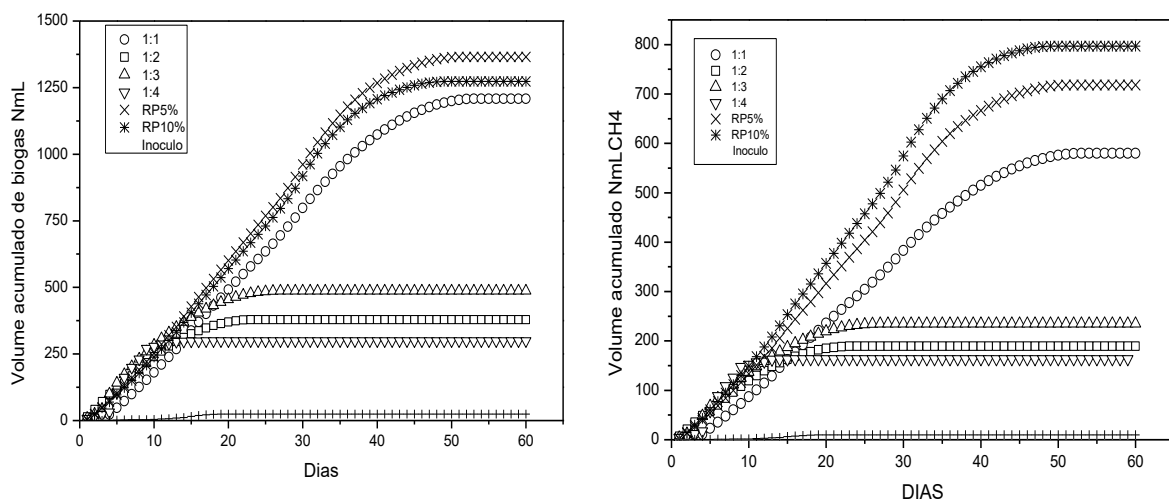 Volume acumulado de biogas NmL
1500
1250
1000
750
500
250
0
1:1
1:2
1:3
1:4
RP5%
RP10%
Inoculo
0 10 20 30 40 50 60
Dias
Volume acumulado NmLCH4
800
700
600
500
400
300
200
100
0
1:1
1:2
1:3
1:4
RP5%
RP10%
Inoculo
0 10 20 30 40 50 60
DIAS